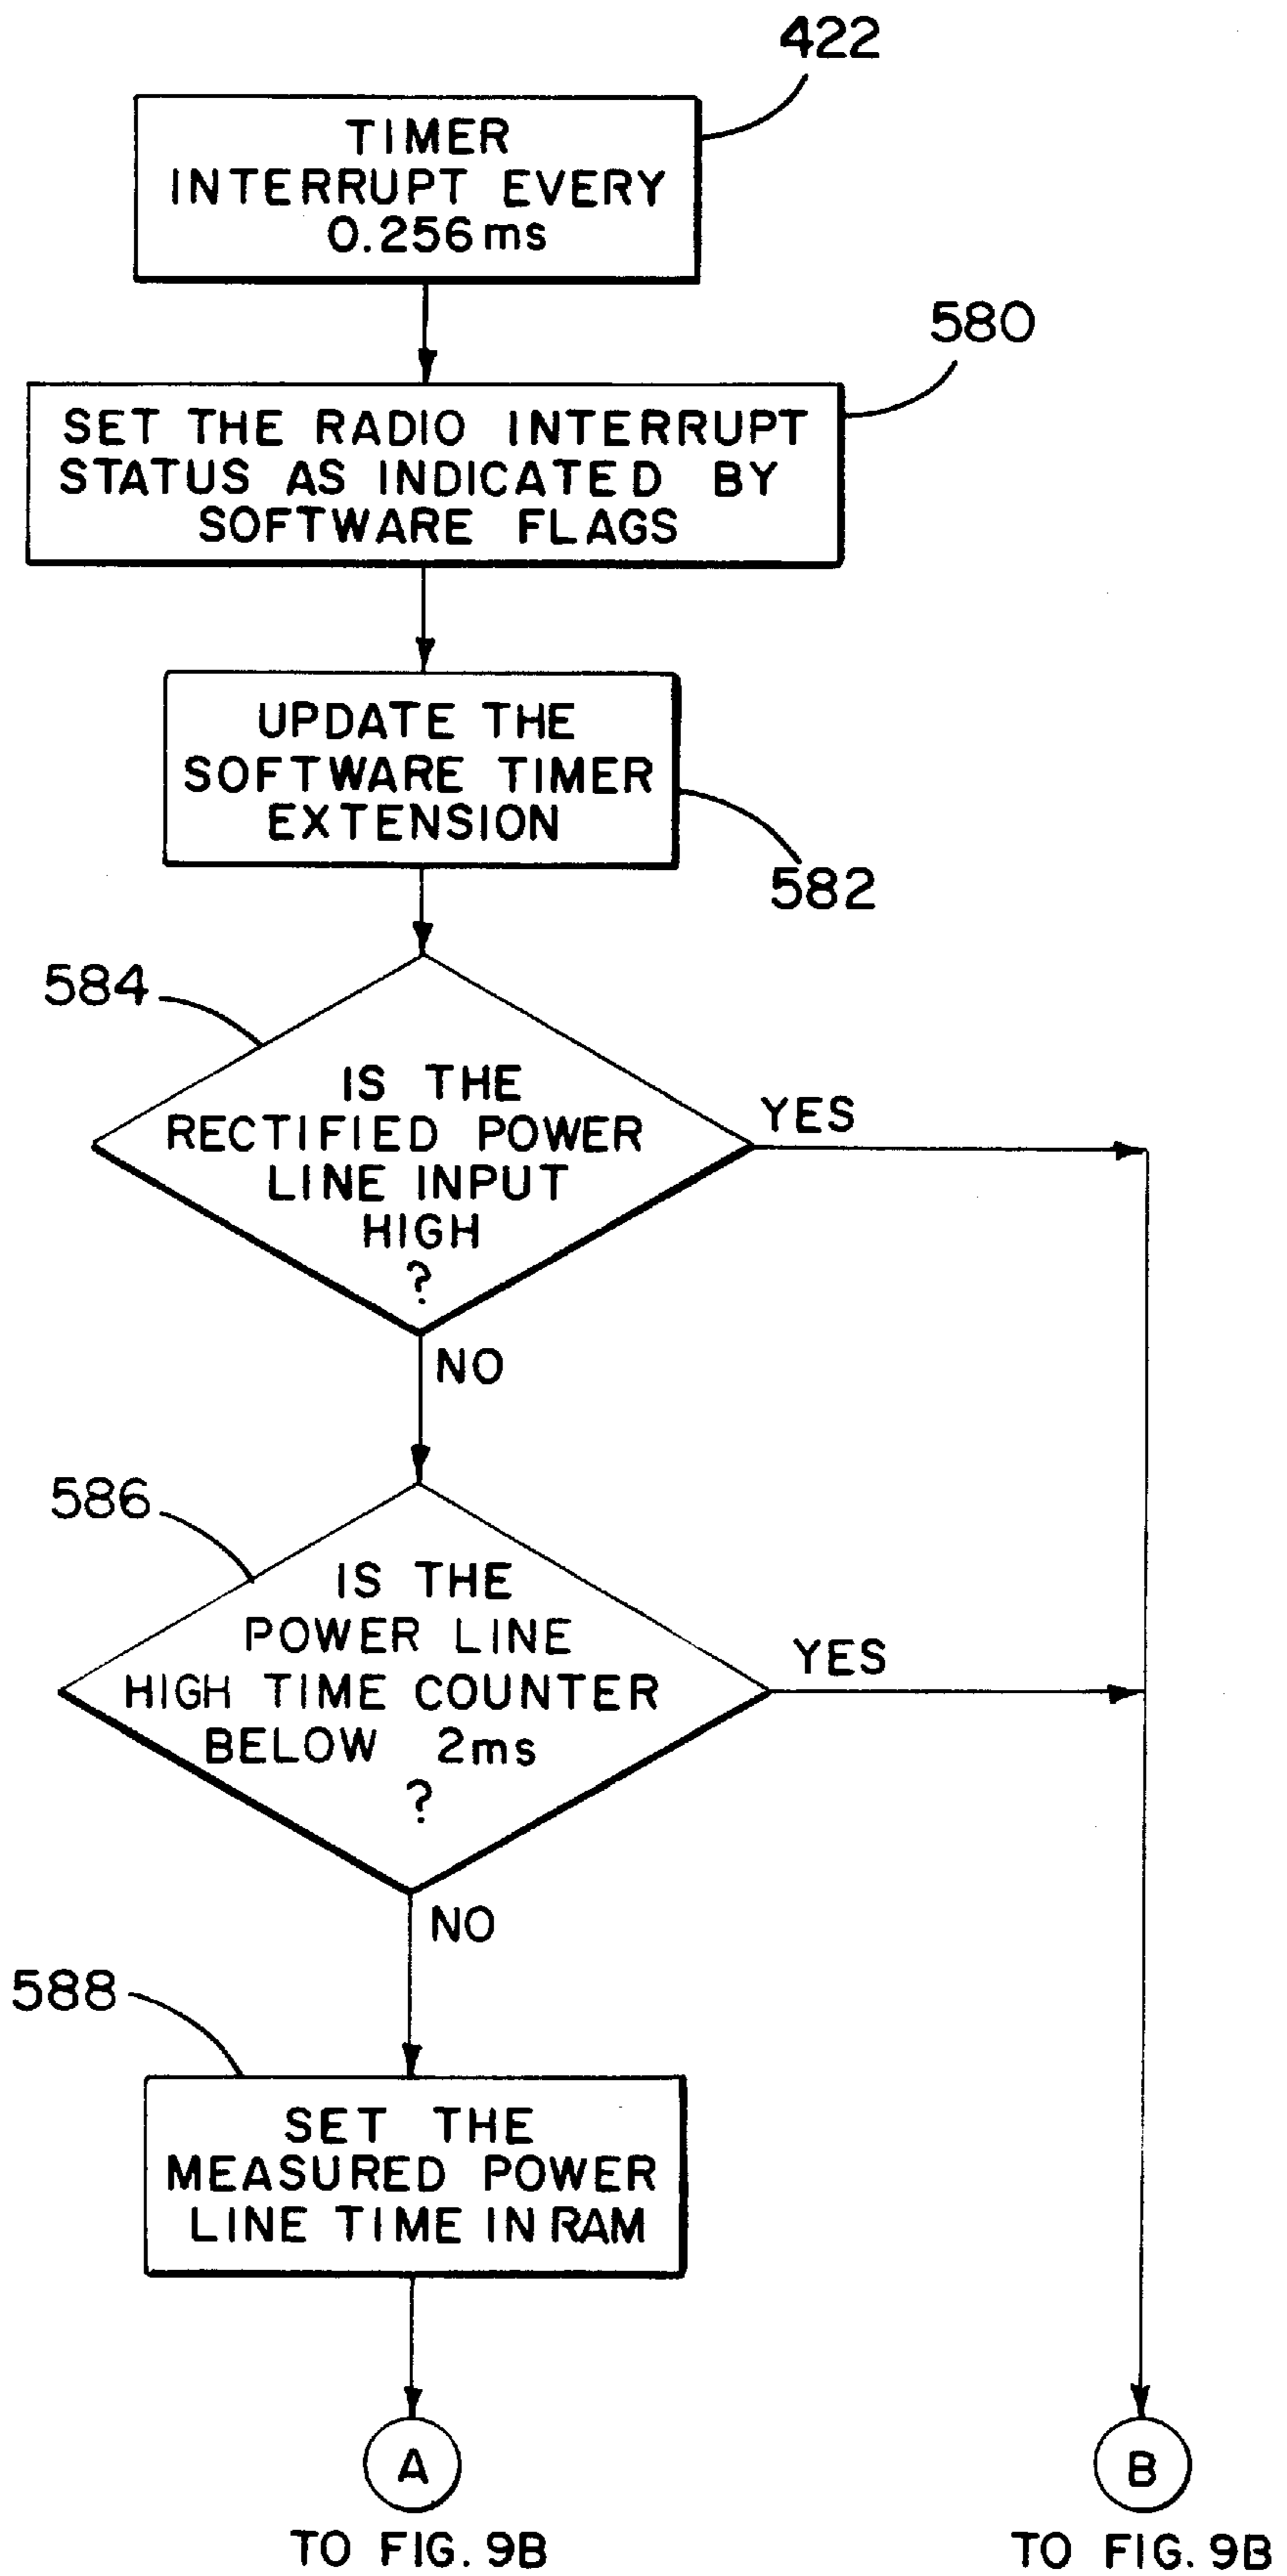 422
TIMER
INTERRUPT EVERY
0.256ms
580
SET THE RADIO INTERRUPT
STATUS AS INDICATED BY
SOFTWARE FLAGS
UPDATE THE
SOFTWARE TIMER
EXTENSION
582
584
IS THE
RECTIFIED POWER
LINE INPUT
HIGH
?
YES
NO
586
IS THE
POWER LINE
HIGH TIME COUNTER
BELOW 2ms
?
YES
NO
588
SET THE
MEASURED POWER
LINE TIME IN RAM
A
TO FIG. 9B
B
TO FIG. 9B